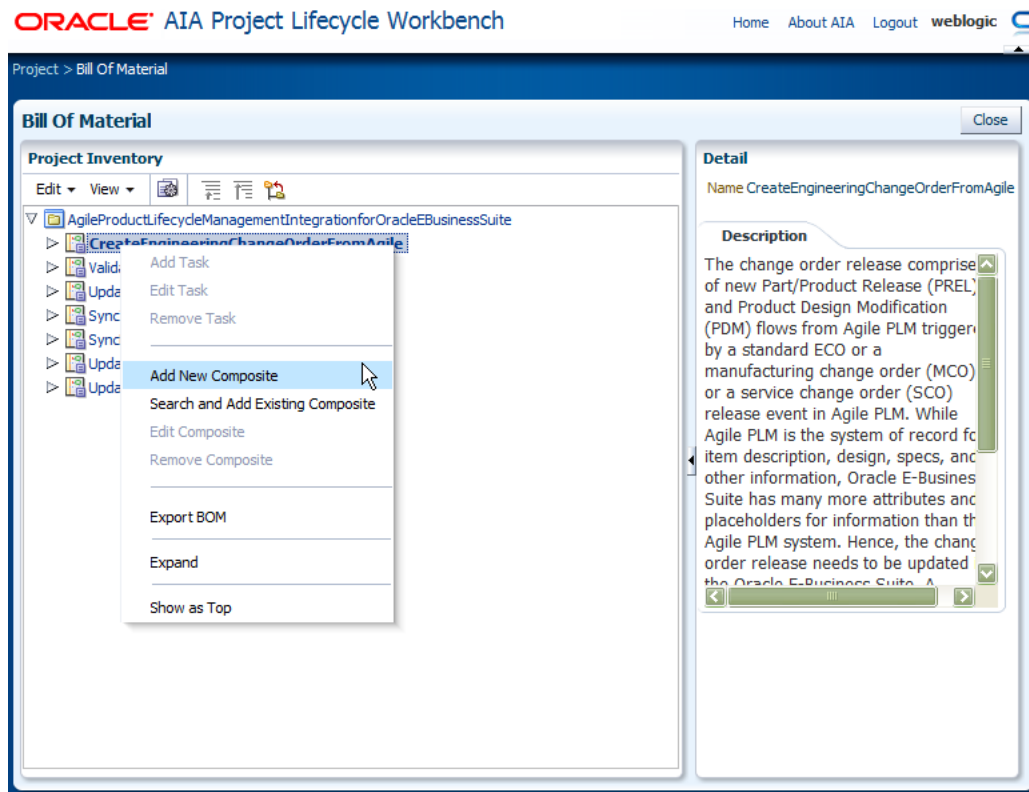 ORACLE AIA Project Lifecycle Workbench
Home About AIA Logout weblogic
Project > Bill Of Material
Bill Of Material
Close
Project Inventory
Edit View
AgileProductLifecycleManagementIntegrationforOracleEBusinessSuite
CreateEngineeringChangeOrderFromAgile
Valid
Upda
Sync
Sync
Upda
Upda
Add Task
Edit Task
Remove Task
Add New Composite
Search and Add Existing Composite
Edit Composite
Remove Composite
Export BOM
Expand
Show as Top
Detail
Name CreateEngineeringChangeOrderFromAgile
Description
The change order release comprise
of new Part/Product Release (PREL)
and Product Design Modification
(PDM) flows from Agile PLM trigger
by a standard ECO or a
manufacturing change order (MCO)
or a service change order (SCO)
release event in Agile PLM. While
Agile PLM is the system of record fo
item description, design, specs, and
other information, Oracle E-Busines
Suite has many more attributes and
placeholders for information than th
Agile PLM system. Hence, the chang
order release needs to be updated
the Oracle E-Business Suite. A